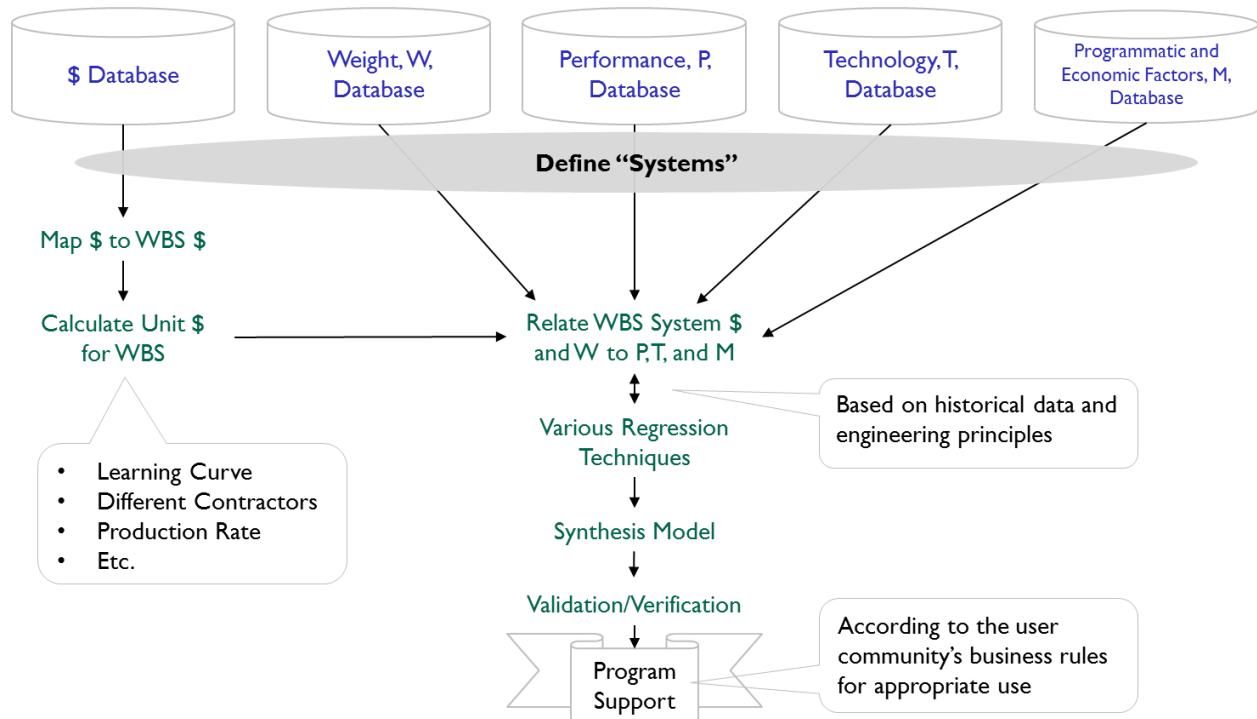 $ Database
Weight, W,
Database
Performance, P,
Database
Technology, T,
Database
Programmatic and
Economic Factors, M,
Database
Define “Systems”
Map $ to WBS $
Calculate Unit $
for WBS
Relate WBS System $
and W to P, T, and M
Based on historical data and
engineering principles
Various Regression
Techniques
• Learning Curve
• Different Contractors
• Production Rate
• Etc.
Synthesis Model
Validation/Verification
According to the user
community’s business rules
for appropriate use
Program
Support